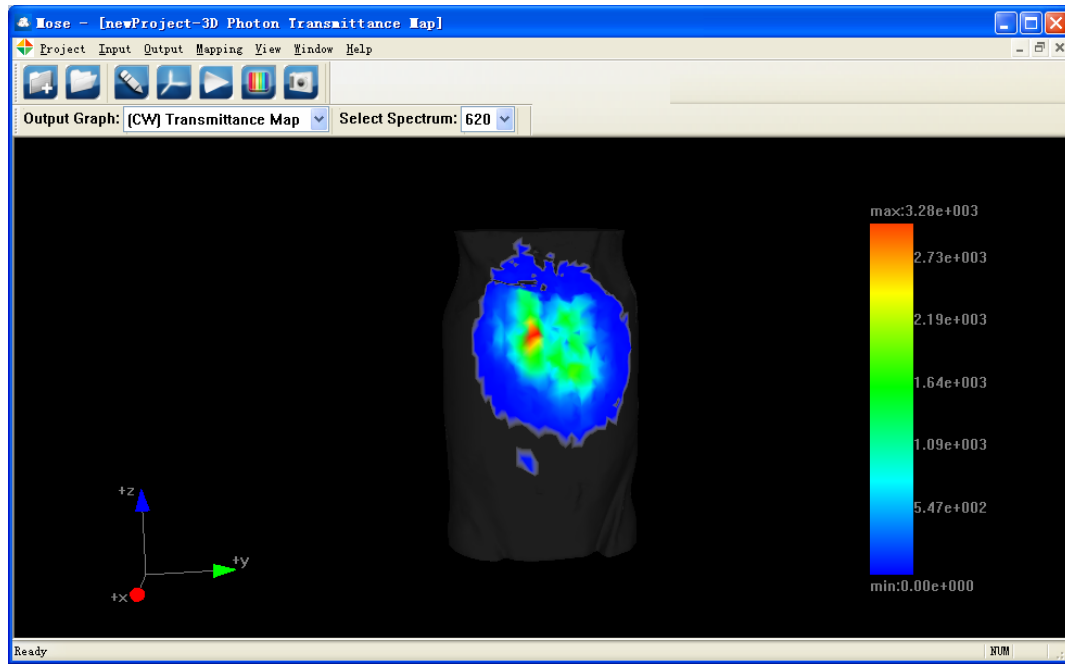 Mose - [newProject-3D Photon Transmittance Map]
Project Input Output Mapping View Window Help
Output Graph: (CW) Transmittance Map Select Spectrum: 620
max:3.28e+003
2.73e+003
2.19e+003
1.64e+003
1.09e+003
5.47e+002
min:0.00e+000
+z
+y
+x
Ready NUM